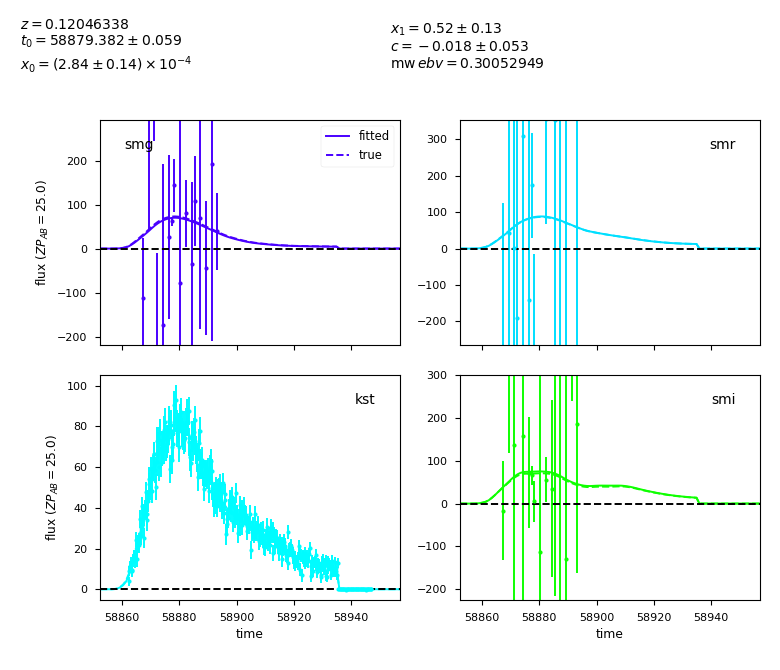 z = 0.12046338
t₀ = 58879.382 ± 0.059
x₀ = (2.84 ± 0.14) × 10⁻⁴
x₁ = 0.52 ± 0.13
c = −0.018 ± 0.053
mw ebv = 0.30052949
smg
fitted
true
flux (ZP_AB = 25.0)
200
100
0
−100
−200
smr
300
200
100
0
−100
−200
kst
flux (ZP_AB = 25.0)
100
80
60
40
20
0
58860 58880 58900 58920 58940
time
smi
300
200
100
0
−100
−200
58860 58880 58900 58920 58940
time